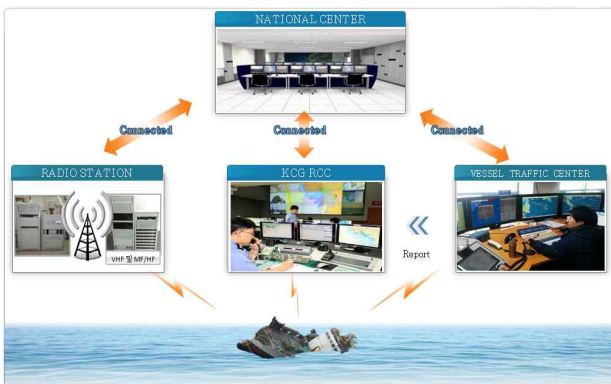 NATIONAL CENTER
Connected
Connected
Connected
RADIO STATION
KCG RCC
VESSEL TRAFFIC CENTER
VHF 및 MF/HF
Report